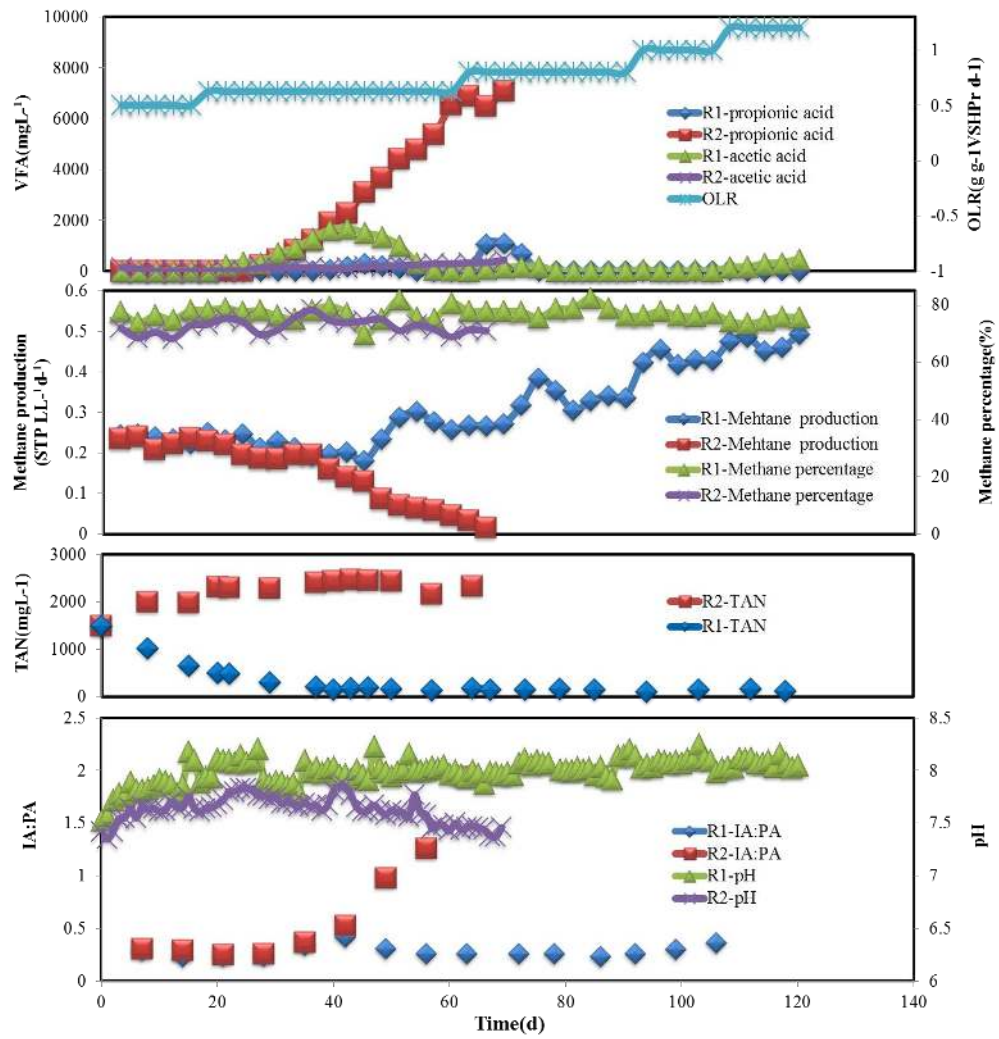 10000
8000
6000
4000
2000
0
VFA(mgL-¹)
R1-propionic acid
R2-propionic acid
R1-acetic acid
R2-acetic acid
OLR
1
0.5
0
-0.5
-1
OLR(g g-1VSHPr d-1)
0.6
0.5
0.4
0.3
0.2
0.1
0
Methane production
(STP LL-¹ d-¹)
R1-Mehtane production
R2-Mehtane production
R1-Methane percentage
R2-Methane percentage
80
60
40
20
0
Methane percentage(%)
3000
2000
1000
0
TAN(mgL-1)
R2-TAN
R1-TAN
2.5
2
1.5
1
0.5
0
IA:PA
R1-IA:PA
R2-IA:PA
R1-pH
R2-pH
8.5
8
7.5
7
6.5
6
pH
0 20 40 60 80 100 120 140
Time(d)